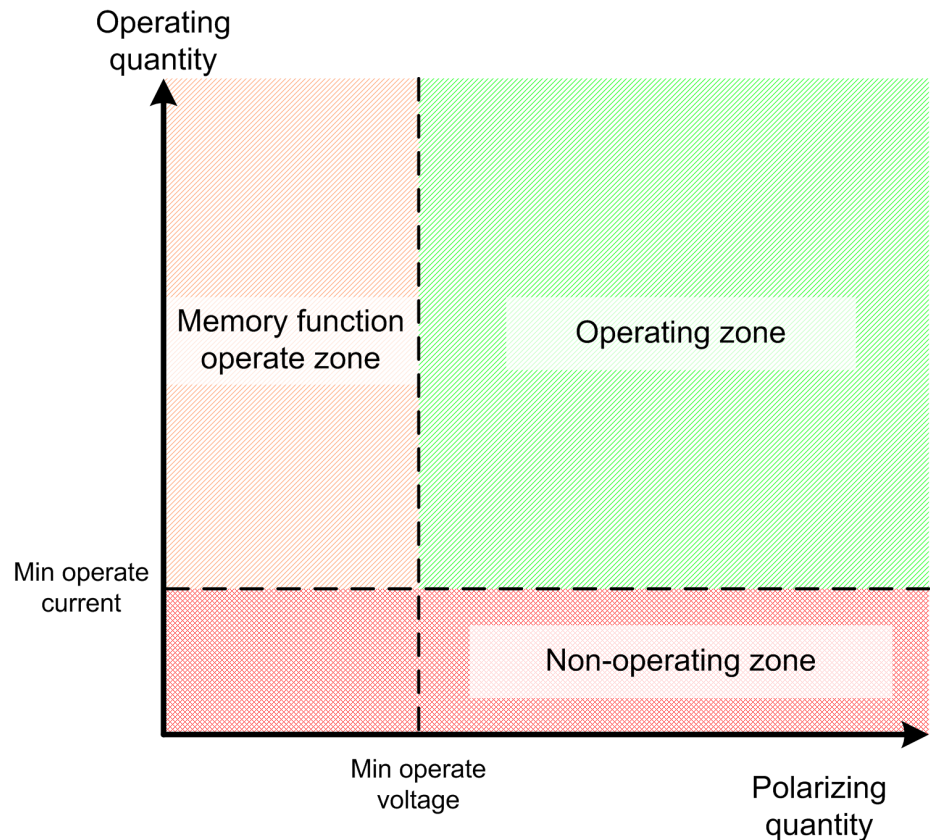 Operating
quantity
Memory function
operate zone
Operating zone
Min operate
current
Non-operating zone
Min operate
voltage
Polarizing
quantity